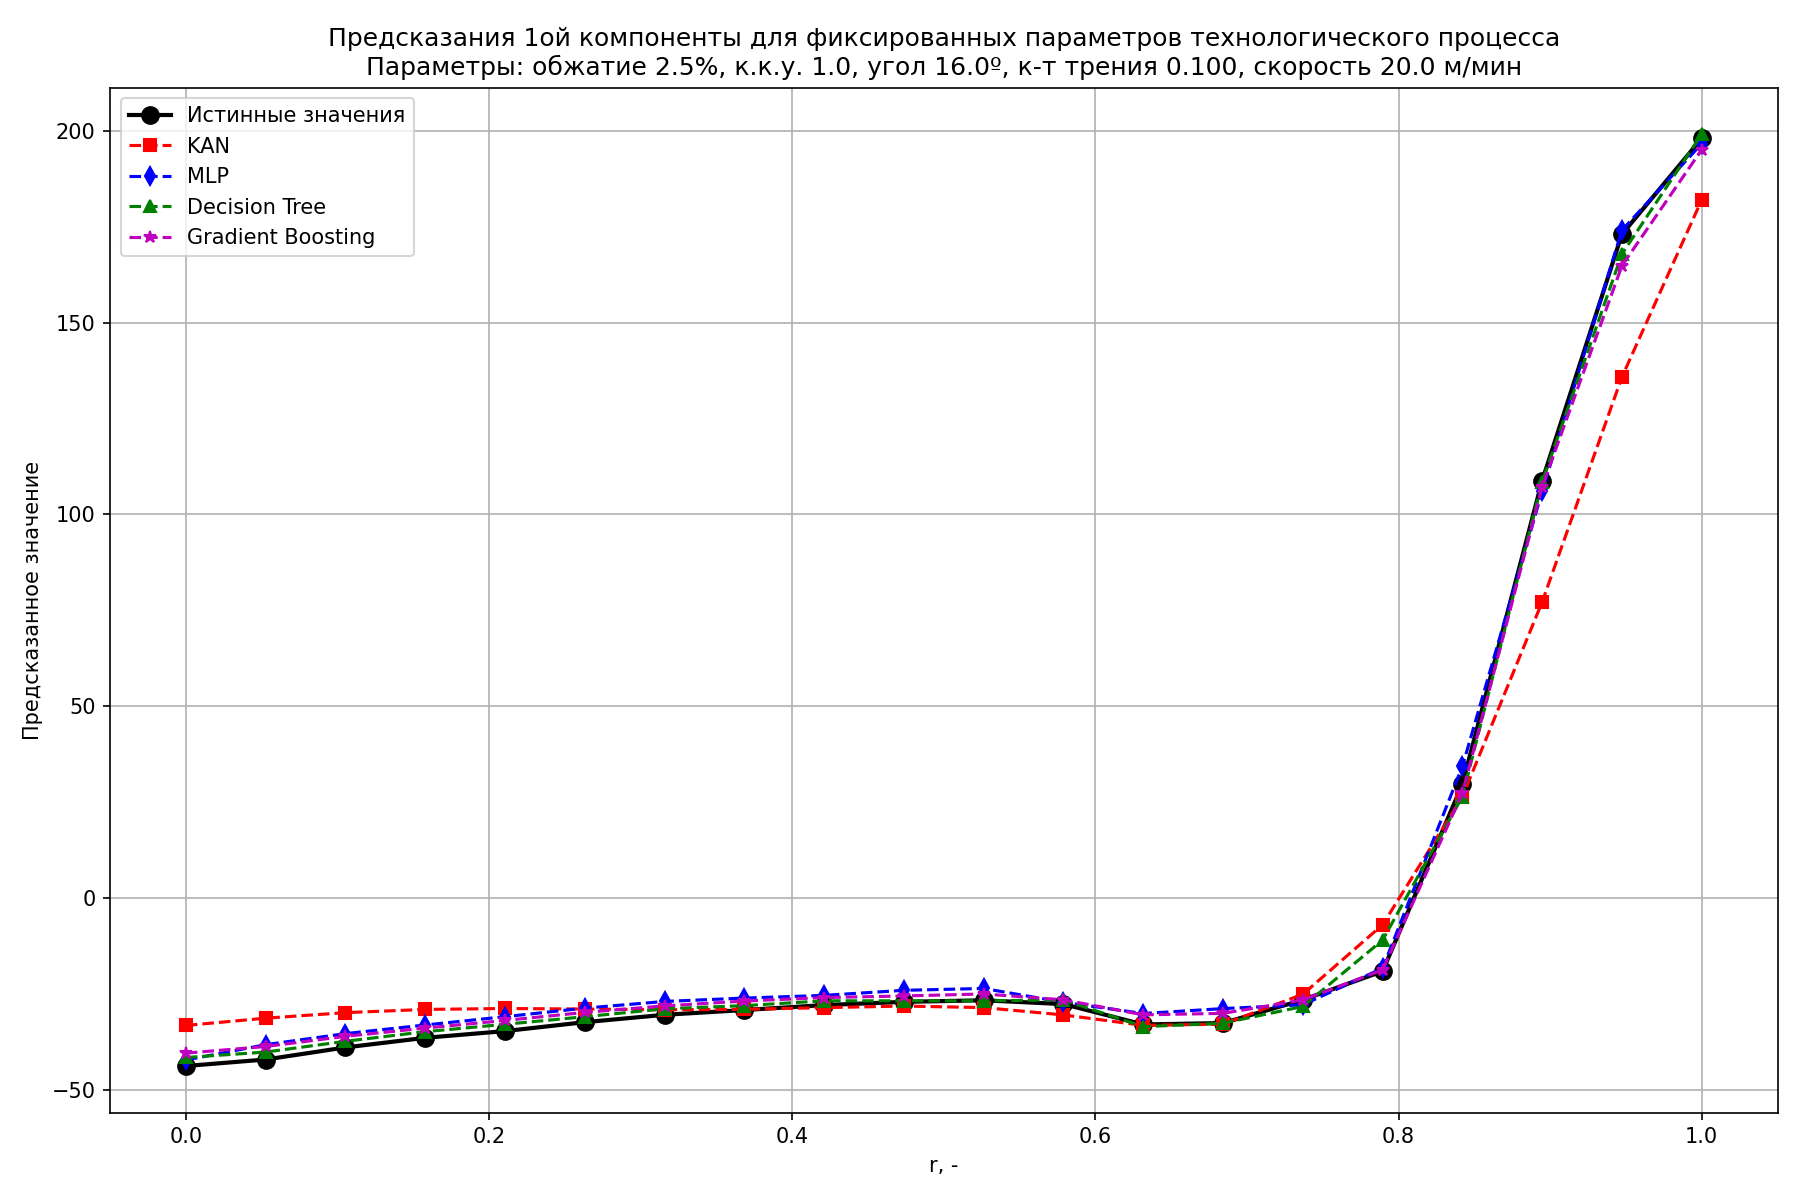 Предсказания 1ой компоненты для фиксированных параметров технологического процесса
Параметры: обжатие 2.5%, к.к.у. 1.0, угол 16.0º, к-т трения 0.100, скорость 20.0 м/мин
Истинные значения
KAN
MLP
Decision Tree
Gradient Boosting
Предсказанное значение
200
150
100
50
0
−50
0.0
0.2
0.4
0.6
0.8
1.0
r, -